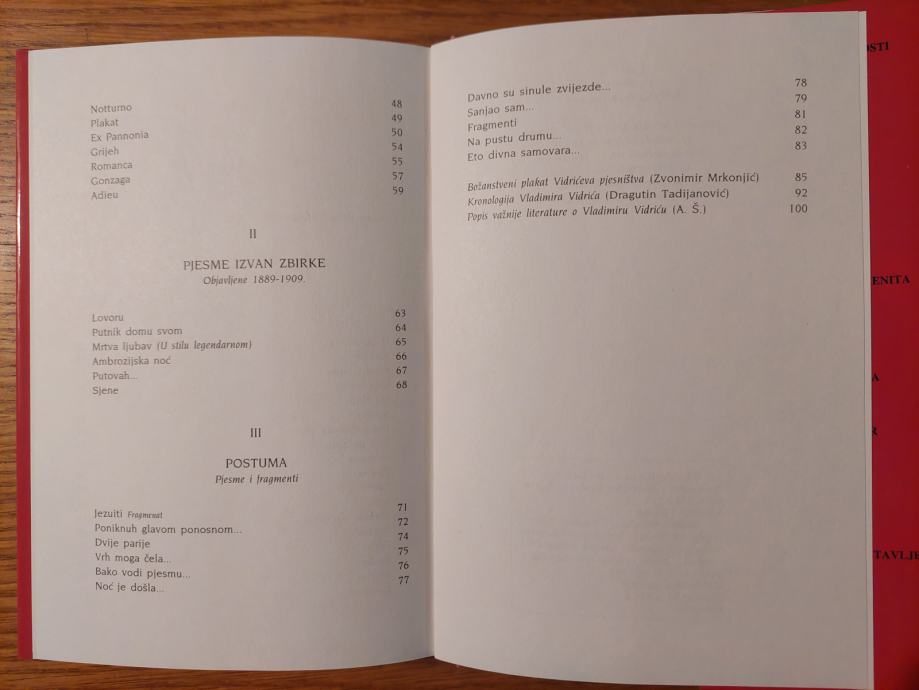 Notturno 48
Plakat 49
Ex Pannonia 50
Grijeh 54
Romanca 55
Gonzaga 57
Adieu 59
II
PJESME IZVAN ZBIRKE
Objavljene 1889-1909.
Lovoru 63
Putnik domu svom 64
Mrtva ljubav (U stilu legendarnom) 65
Ambrozijska noć 66
Putovah... 67
Sjene 68
III
POSTUMA
Pjesme i fragmenti
Jezuiti Fragmenat 71
Poniknuh glavom ponosnom... 72
Dvije parije 74
Vrh moga čela... 75
Bako vodi pjesmu... 76
Noć je došla... 77
Davno su sinule zvijezde... 78
Sanjao sam... 79
Fragmenti 81
Na pustu drumu... 82
Eto divna samovara... 83
Božanstveni plakat Vidrićeva pjesništva (Zvonimir Mrkonjić) 85
Kronologija Vladimira Vidrića (Dragutin Tadijanović) 92
Popis važnije literature o Vladimiru Vidriću (A. Š.) 100
OSTI
ENITA
A
R
TAVLJE